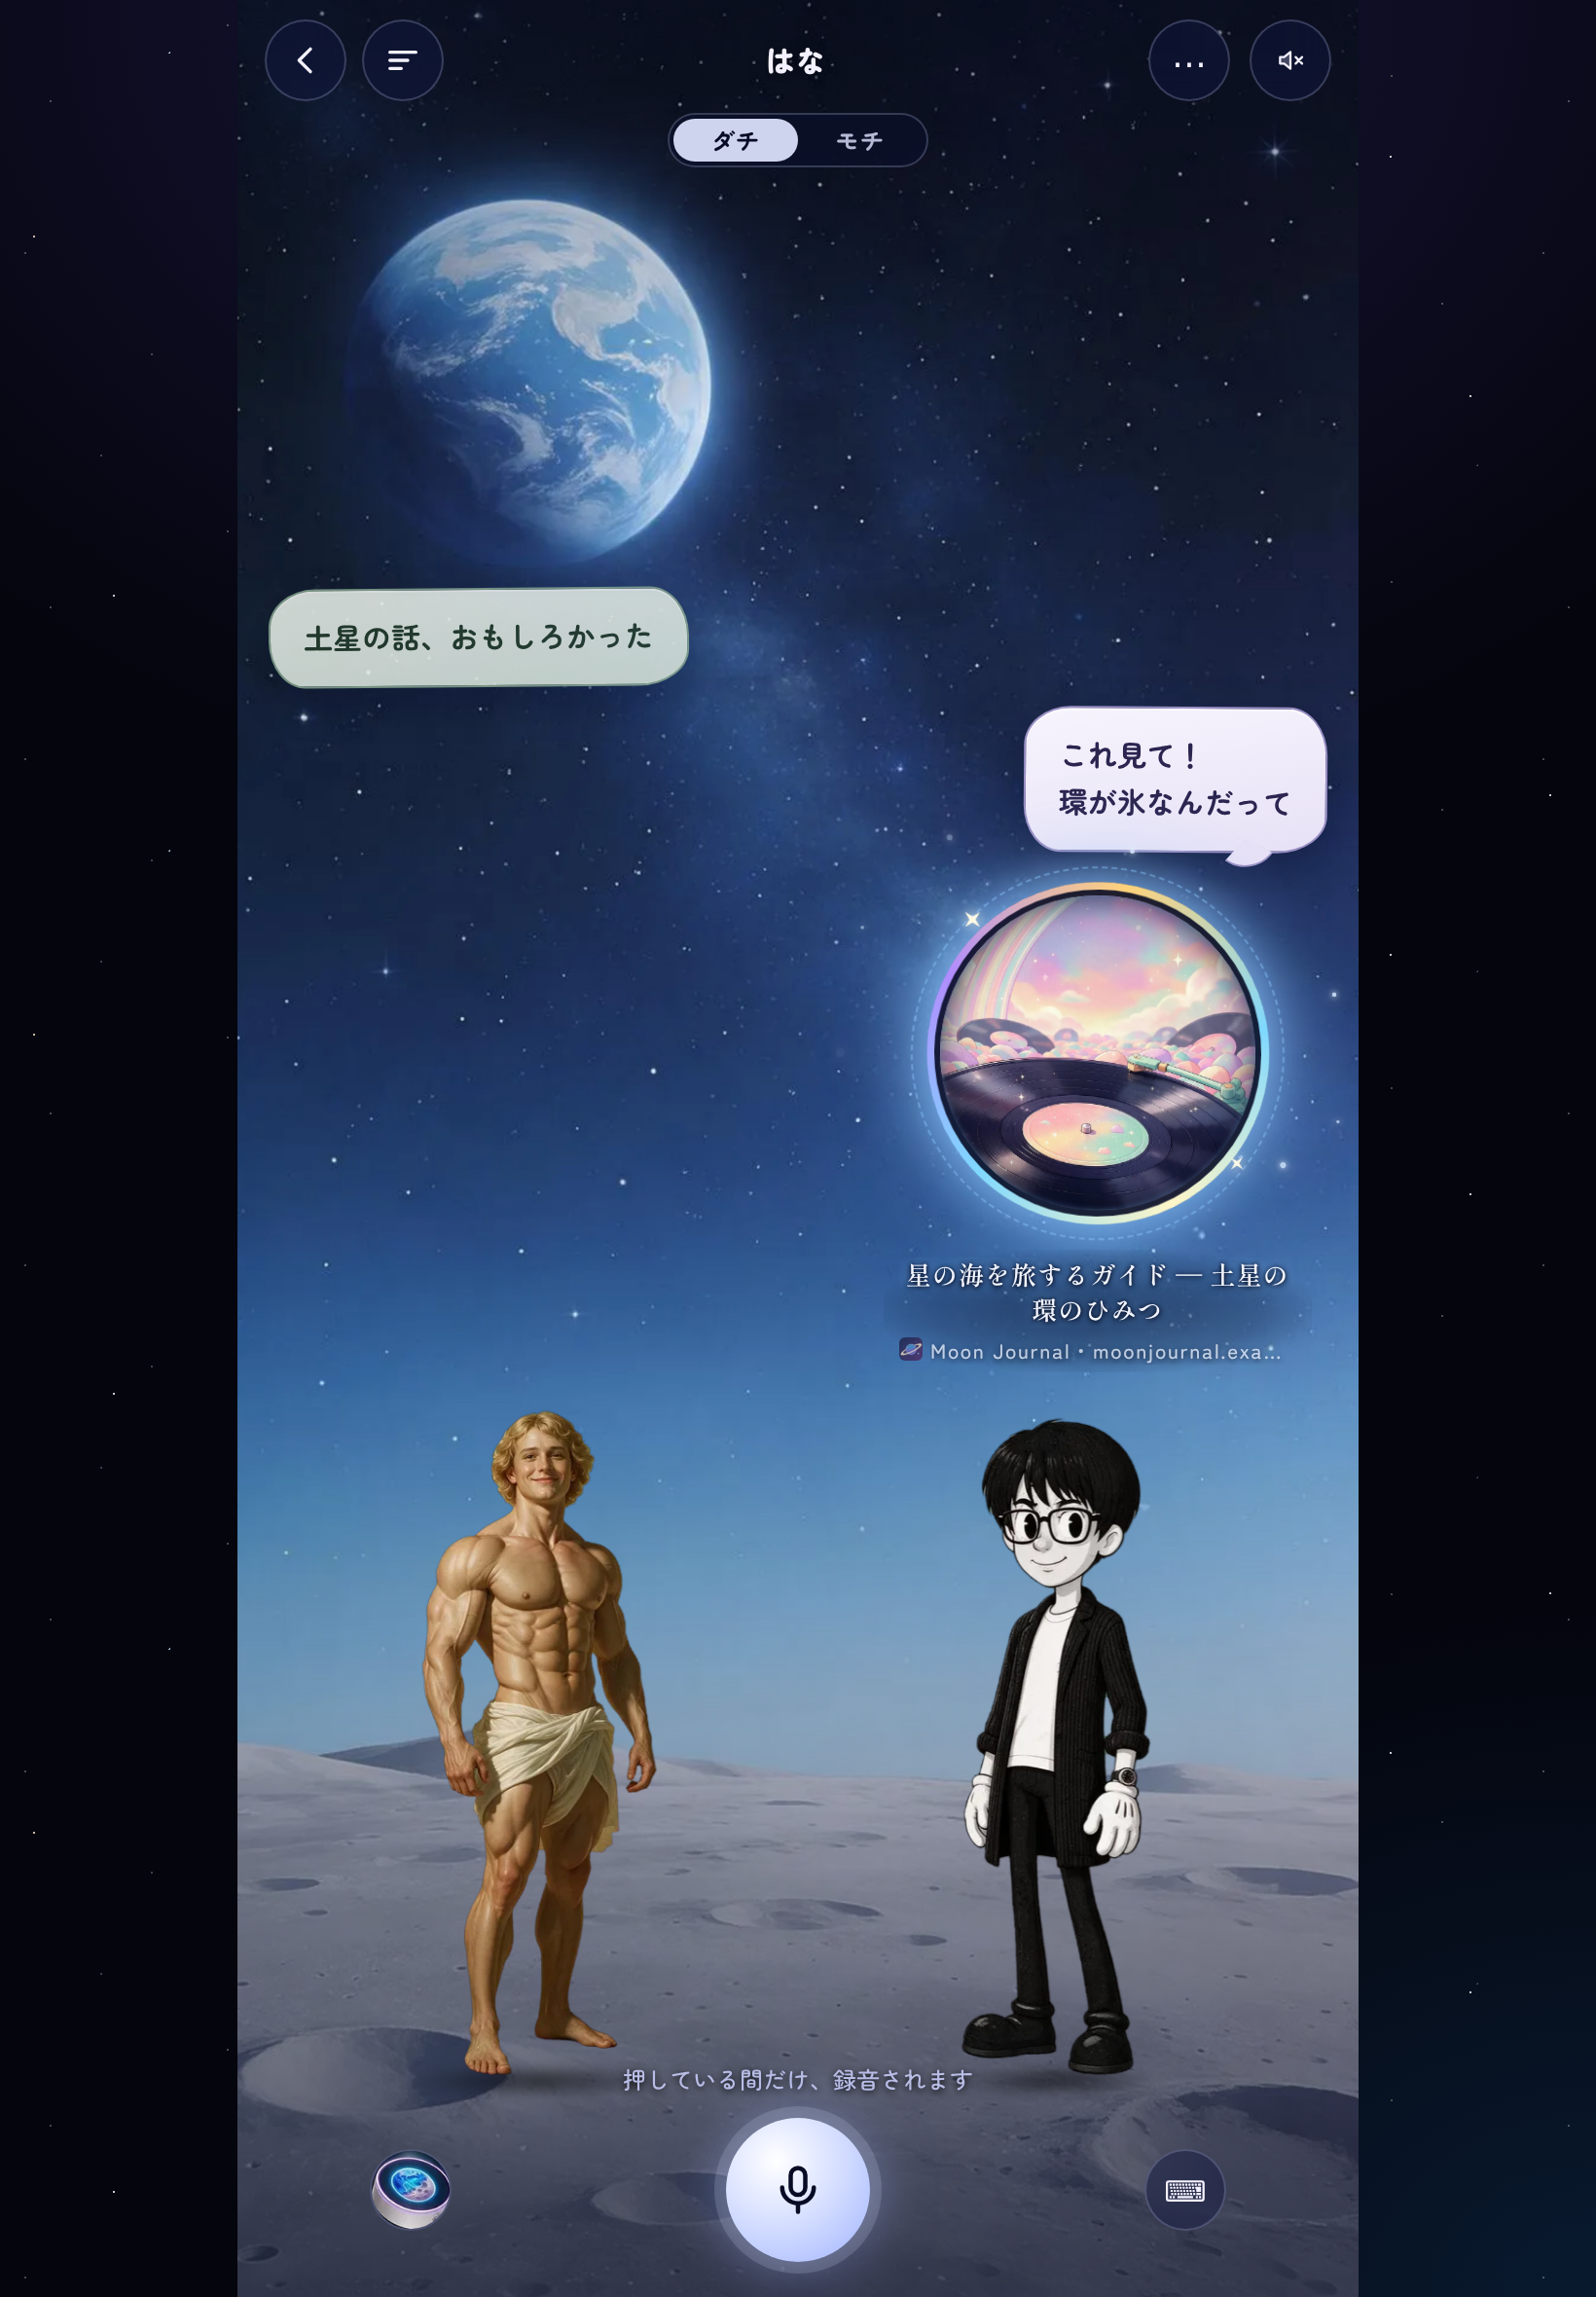 はな
ダチ
モチ
土星の話、おもしろかった
これ見て！
環が氷なんだって
星の海を旅するガイド — 土星の
環のひみつ
Moon Journal・moonjournal.exa…
押している間だけ、録音されます